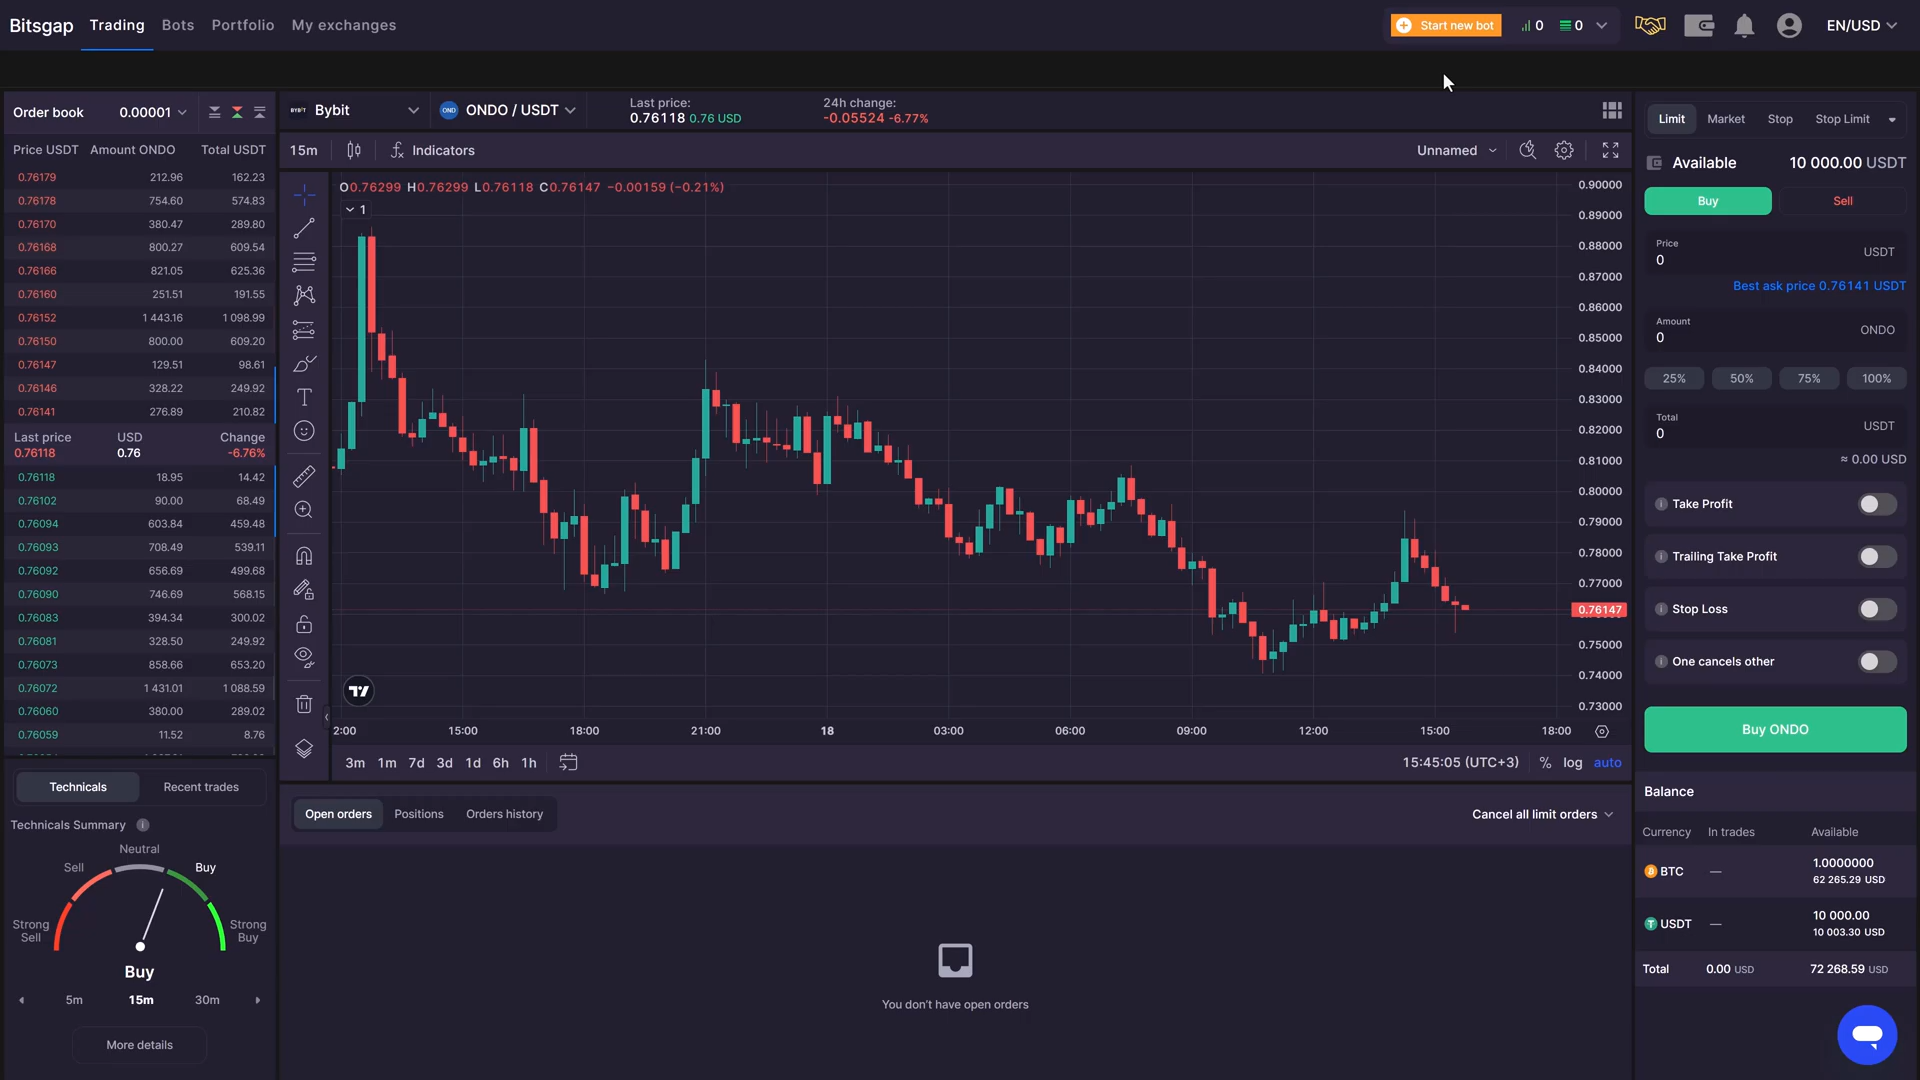 Bitsgap Trading Bots Portfolio My exchanges Start new bot 0 0 EN/USD
Order book 0.00001
Price USDT Amount ONDO Total USDT
0.76179 212.96 162.23
0.76178 754.60 574.83
0.76170 380.47 289.80
0.76168 800.27 609.54
0.76166 821.05 625.36
0.76160 251.51 191.55
0.76152 1 443.16 1 098.99
0.76150 800.00 609.20
0.76147 129.51 98.61
0.76146 328.22 249.92
0.76141 276.89 210.82
Last price USD Change
0.76118 0.76 -6.76%
0.76118 18.95 14.42
0.76102 90.00 68.49
0.76094 603.84 459.48
0.76093 708.49 539.11
0.76092 656.69 499.68
0.76090 746.69 568.15
0.76083 394.34 300.02
0.76081 328.50 249.92
0.76073 858.66 653.20
0.76072 1 431.01 1 088.59
0.76060 380.00 289.02
0.76059 11.52 8.76
Technicals Recent trades
Technicals Summary
Neutral
Sell Buy
Strong Sell
Strong Buy
Buy
5m 15m 30m
More details
BYBIT Bybit OND ONDO / USDT
Last price:
0.76118 0.76 USD
24h change:
-0.05524 -6.77%
15m Indicators Unnamed
O0.76299 H0.76299 L0.76118 C0.76147 −0.00159 (−0.21%)
1
0.90000
0.89000
0.88000
0.87000
0.86000
0.85000
0.84000
0.83000
0.82000
0.81000
0.80000
0.79000
0.78000
0.77000
0.76147
0.75000
0.74000
0.73000
2:00 15:00 18:00 21:00 18 03:00 06:00 09:00 12:00 15:00 18:00
3m 1m 7d 3d 1d 6h 1h 15:45:05 (UTC+3) % log auto
Open orders Positions Orders history Cancel all limit orders
You don't have open orders
Limit Market Stop Stop Limit
Available 10 000.00 USDT
Buy Sell
Price
0 USDT
Best ask price 0.76141 USDT
Amount
0 ONDO
25% 50% 75% 100%
Total
0 USDT
≈ 0.00 USD
Take Profit
Trailing Take Profit
Stop Loss
One cancels other
Buy ONDO
Balance
Currency In trades Available
BTC — 1.0000000
62 265.29 USD
USDT — 10 000.00
10 003.30 USD
Total 0.00 USD 72 268.59 USD